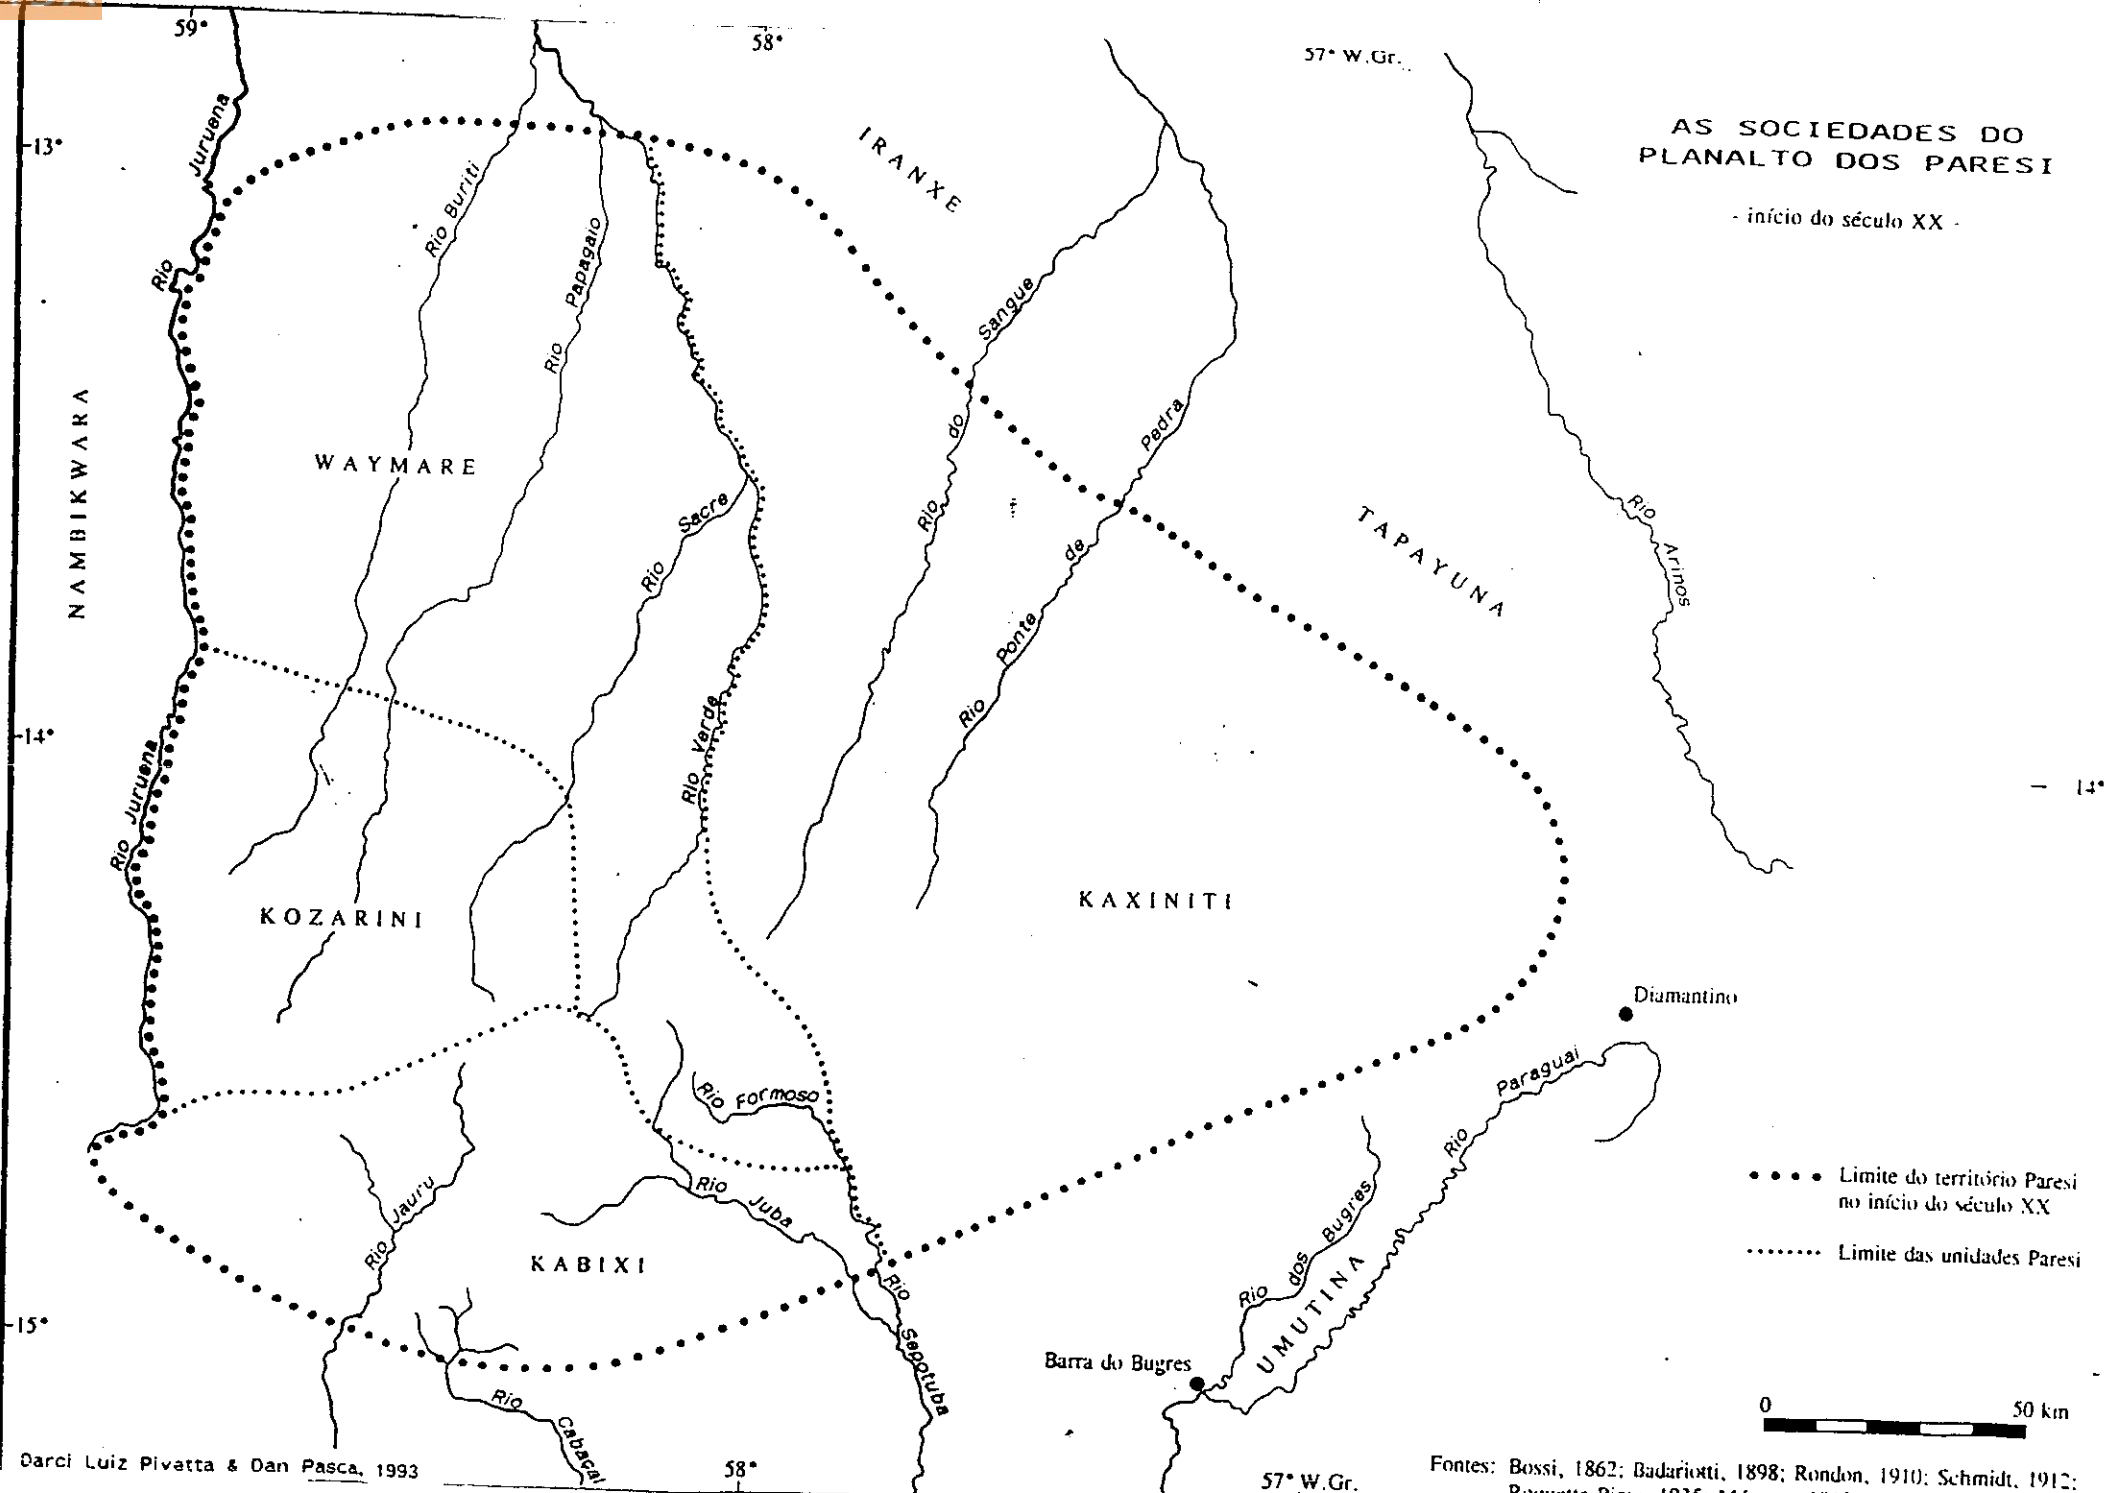 59°
58°
57° W.Gr.
AS SOCIEDADES DO
PLANALTO DOS PARESI
- início do século XX -
13°
IRANXE
Rio Juruena
Rio Buriti
Rio Papagaio
Rio do Sangue
NAMBIKWARA
WAYMARE
Rio Sacre
Rio Ponte de Pedra
TAPAYUNA
Rio Arinos
14°
14°
Rio Juruena
Rio Verde
KOZARINI
KAXINITI
Diamantino
Rio Formoso
Rio Paraguai
Rio Jauru
Rio Juba
Rio dos Bugres
Limite do território Paresi
no início do século XX
Limite das unidades Paresi
KABIXI
UMUTINA
15°
Rio Sepotuba
Barra do Bugres
Rio Cabaçal
0 50 km
Darci Luiz Pivatta & Dan Pasca, 1993
58°
57° W.Gr.
Fontes: Bossi, 1862; Badariotti, 1898; Rondon, 1910; Schmidt, 1912;